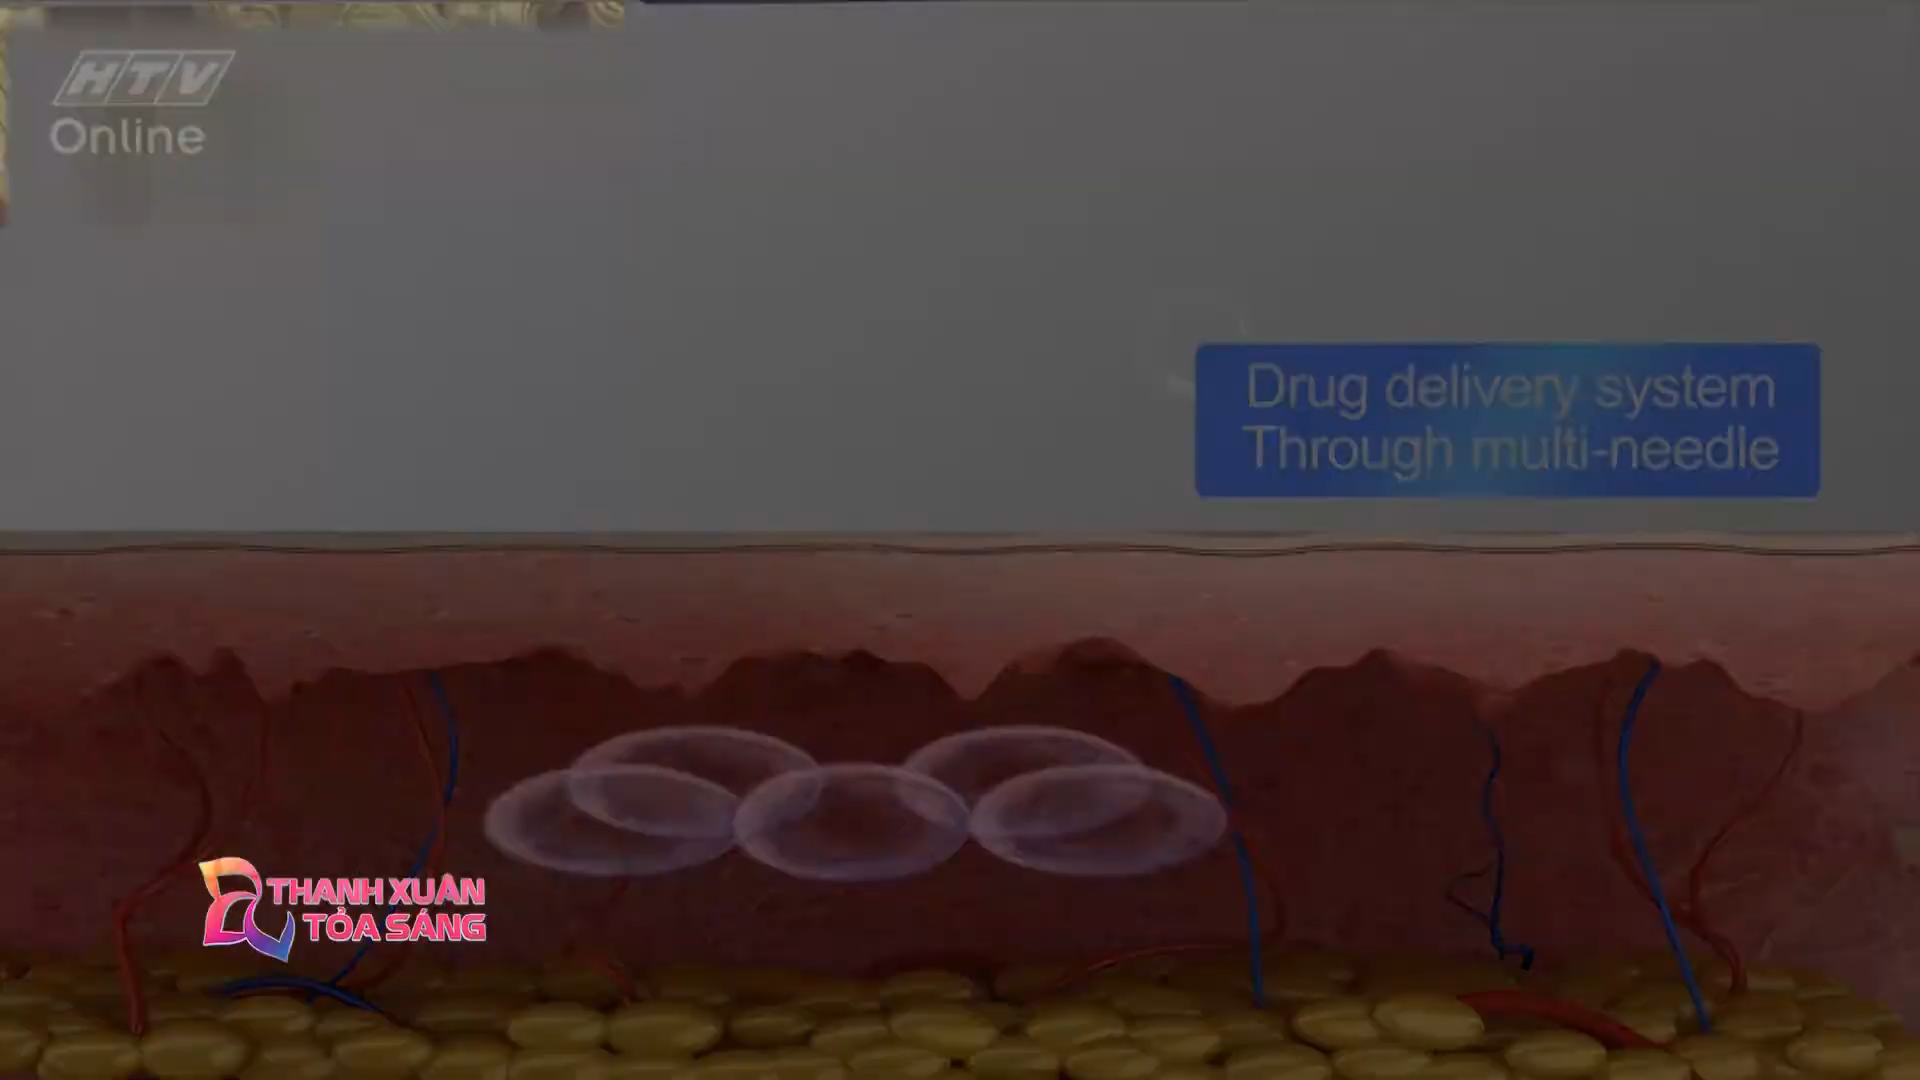 HTV
Online
Drug delivery system
Through multi-needle
THANH XUÂN
TỎA SÁNG